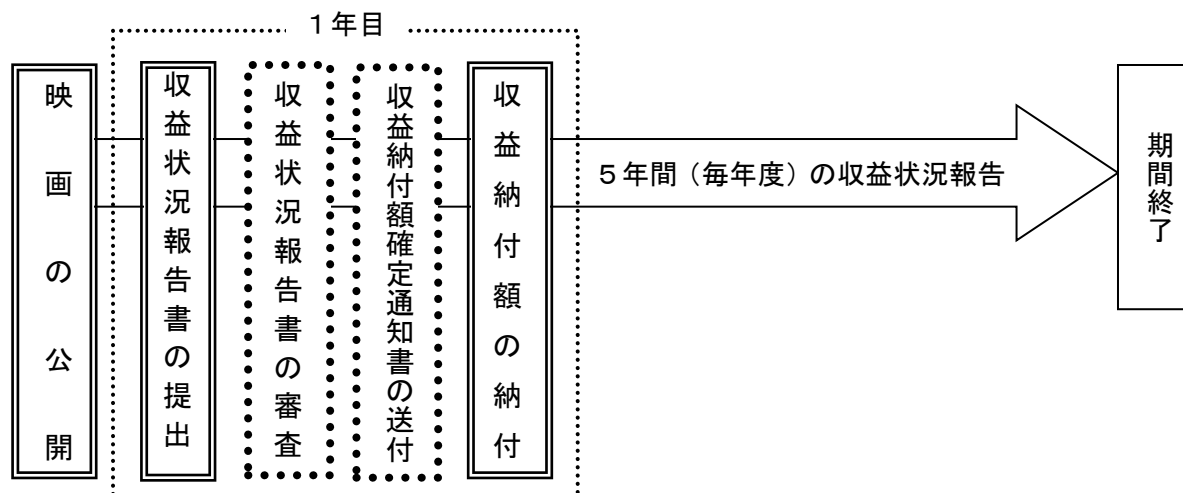 1年目
映画の公開
収益状況報告書の提出
収益状況報告書の審査
収益納付額確定通知書の送付
収益納付額の納付
5年間(毎年度)の収益状況報告
期間終了